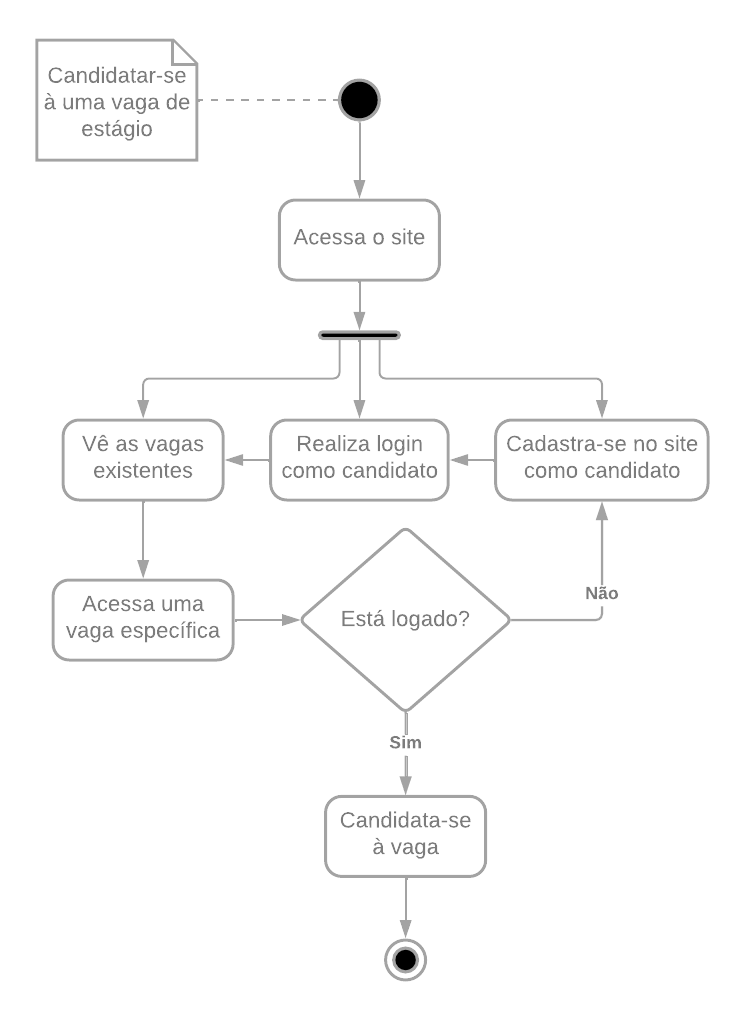 Candidatar-se
à uma vaga de
estágio
Acessa o site
Vê as vagas
existentes
Realiza login
como candidato
Cadastra-se no site
como candidato
Acessa uma
vaga específica
Está logado?
Não
Sim
Candidata-se
à vaga